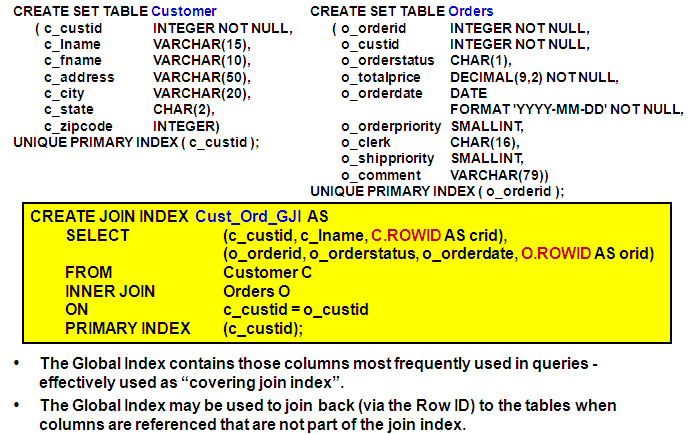 CREATE SET TABLE Customer
( c_custid INTEGER NOT NULL,
c_lname VARCHAR(15),
c_fname VARCHAR(10),
c_address VARCHAR(50),
c_city VARCHAR(20),
c_state CHAR(2),
c_zipcode INTEGER)
UNIQUE PRIMARY INDEX ( c_custid );
CREATE SET TABLE Orders
( o_orderid INTEGER NOT NULL,
o_custid INTEGER NOT NULL,
o_orderstatus CHAR(1),
o_totalprice DECIMAL(9,2) NOT NULL,
o_orderdate DATE
FORMAT 'YYYY-MM-DD' NOT NULL,
o_orderpriority SMALLINT,
o_clerk CHAR(16),
o_shippriority SMALLINT,
o_comment VARCHAR(79))
UNIQUE PRIMARY INDEX ( o_orderid );
CREATE JOIN INDEX Cust_Ord_GJI AS
SELECT (c_custid, c_lname, C.ROWID AS crid),
(o_orderid, o_orderstatus, o_orderdate, O.ROWID AS orid)
FROM Customer C
INNER JOIN Orders O
ON c_custid = o_custid
PRIMARY INDEX (c_custid);
• The Global Index contains those columns most frequently used in queries -
effectively used as “covering join index”.
• The Global Index may be used to join back (via the Row ID) to the tables when
columns are referenced that are not part of the join index.